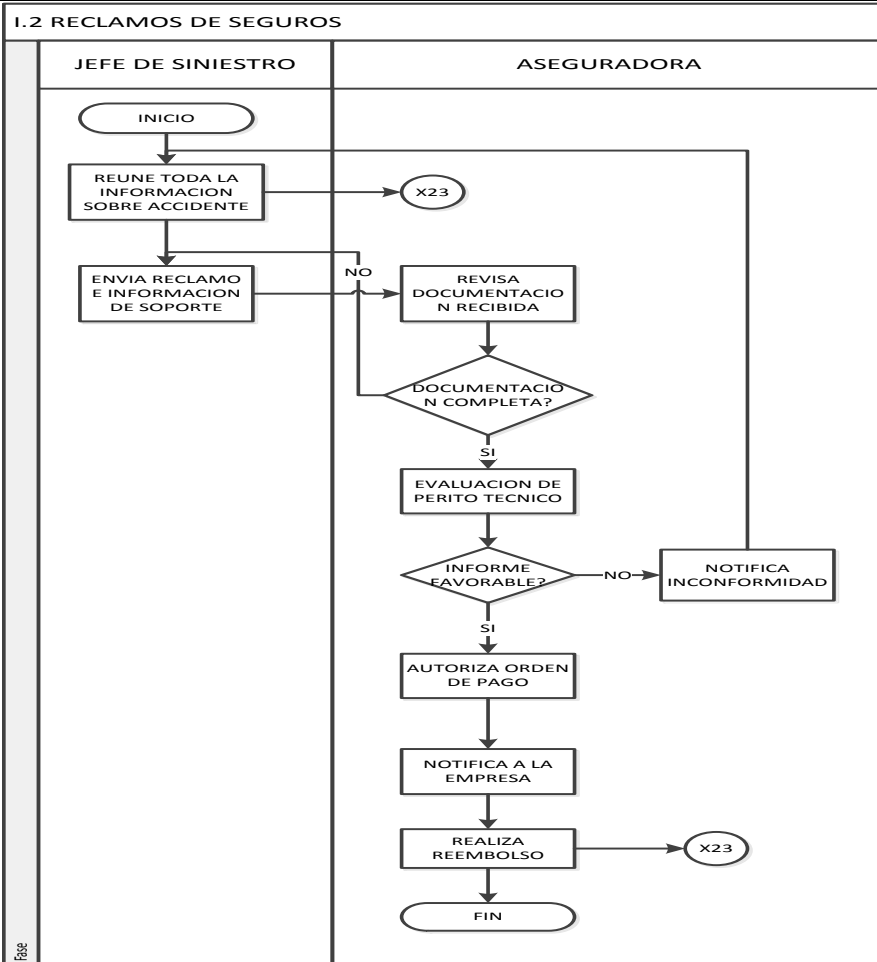 I.2 RECLAMOS DE SEGUROS
JEFE DE SINIESTRO
ASEGURADORA
INICIO
REUNE TODA LA
INFORMACION
SOBRE ACCIDENTE
X23
ENVIA RECLAMO
E INFORMACION
DE SOPORTE
NO
REVISA
DOCUMENTACIO
N RECIBIDA
DOCUMENTACIO
N COMPLETA?
SI
EVALUACION DE
PERITO TECNICO
INFORME
FAVORABLE?
NO
NOTIFICA
INCONFORMIDAD
SI
AUTORIZA ORDEN
DE PAGO
NOTIFICA A LA
EMPRESA
REALIZA
REEMBOLSO
X23
FIN
Fase